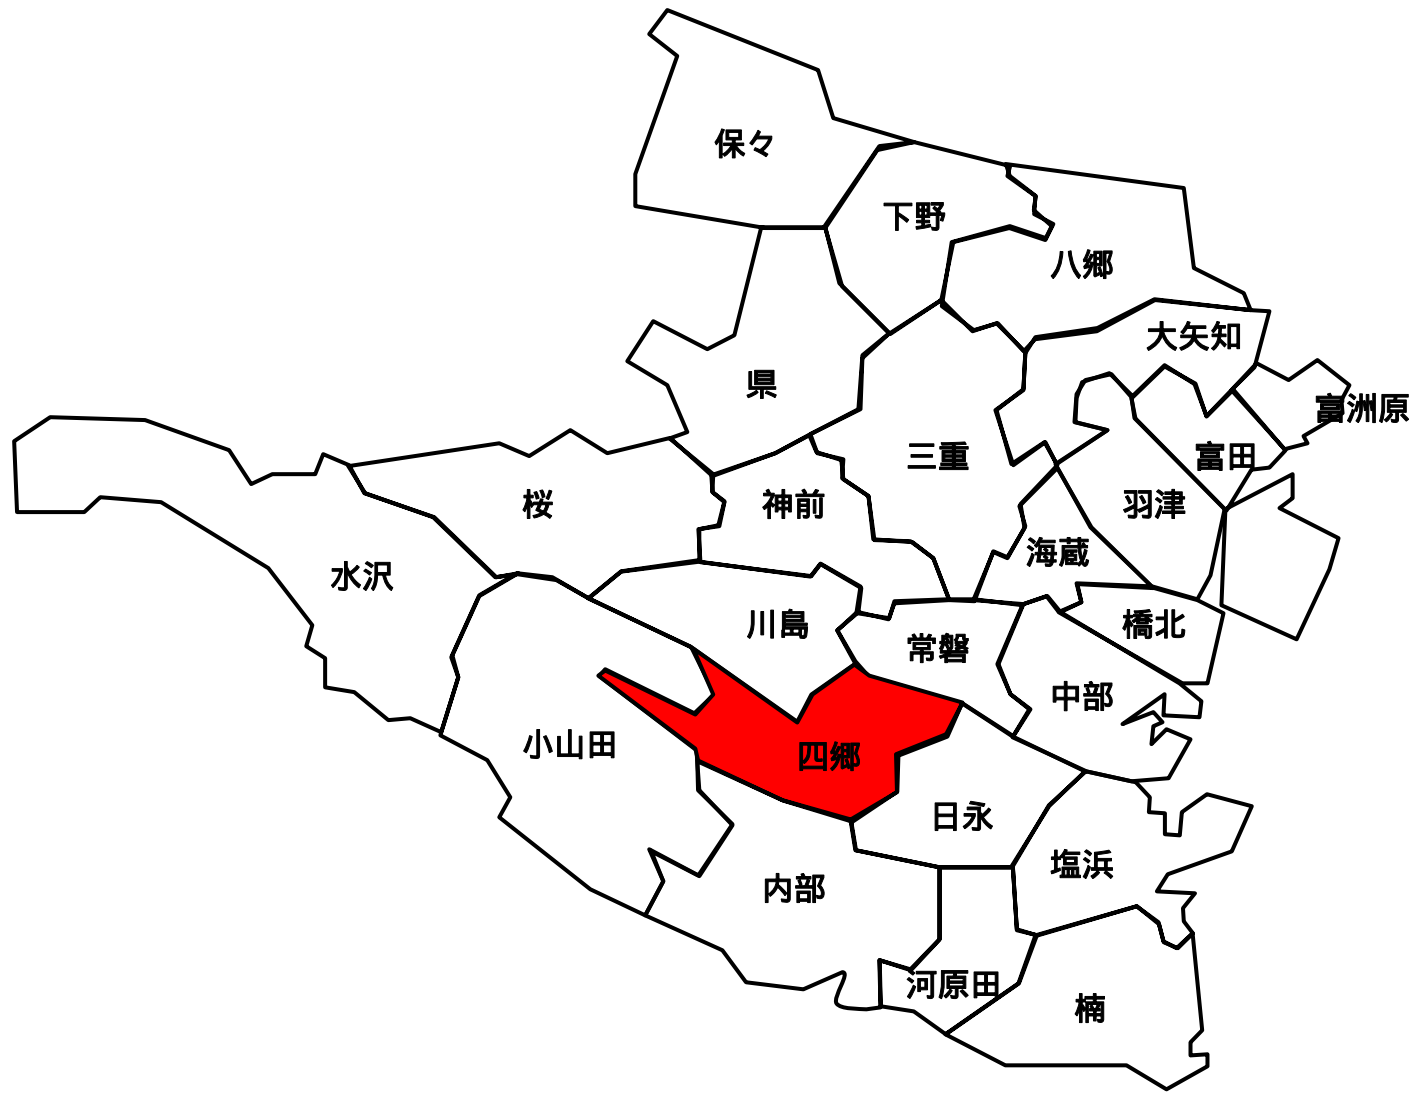 保々
下野
八郷
大矢知
県
富洲原
三重
富田
桜
神前
羽津
海蔵
水沢
川島
橋北
常磐
中部
小山田
四郷
日永
塩浜
内部
河原田
楠